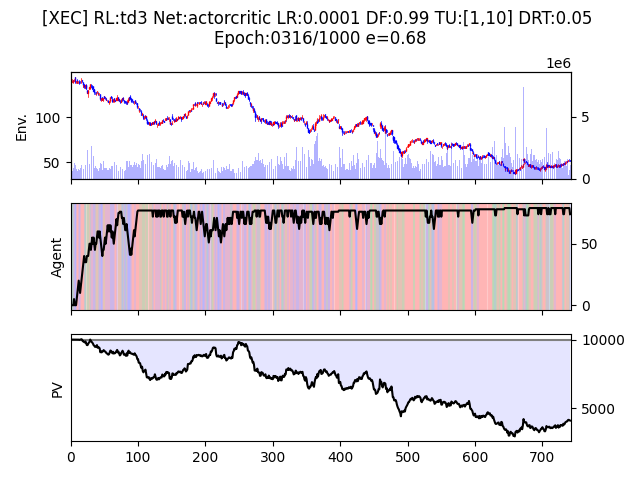 [XEC] RL:td3 Net:actorcritic LR:0.0001 DF:0.99 TU:[1,10] DRT:0.05
Epoch:0316/1000 e=0.68
1e6
Env.
100
50
5
0
Agent
50
0
PV
10000
5000
0 100 200 300 400 500 600 700